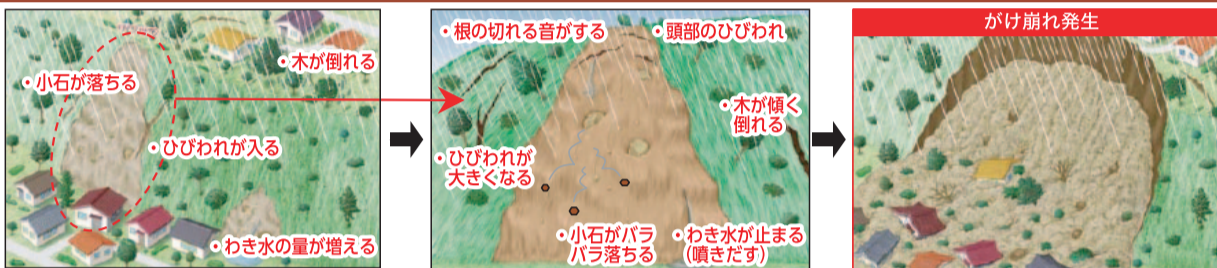 ・木が倒れる
・小石が落ちる
・ひびわれが入る
・わき水の量が増える
・根の切れる音がする
・頭部のひびわれ
・木が傾く
倒れる
・ひびわれが
大きくなる
・小石がバラ
バラ落ちる
・わき水が止まる
(噴きだす)
がけ崩れ発生